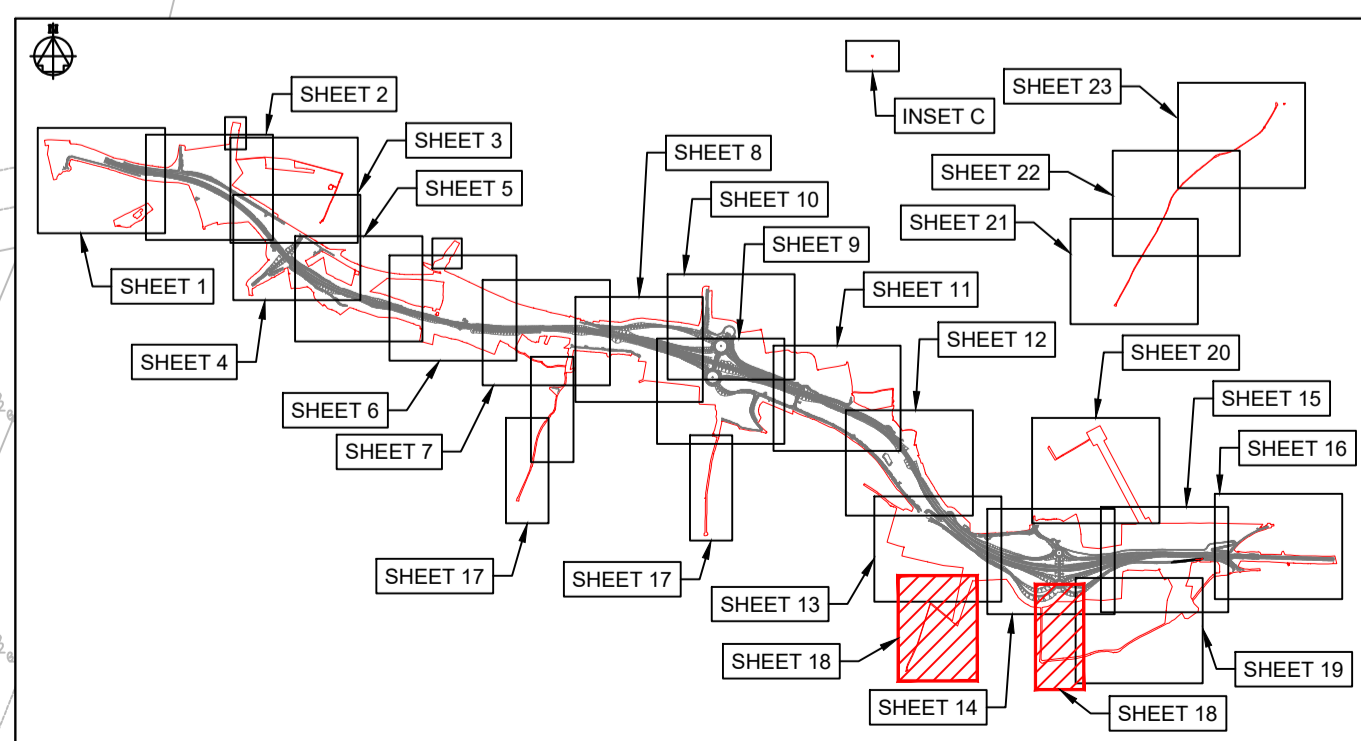 SHEET 2
SHEET 3
SHEET 5
SHEET 8
SHEET 10
SHEET 9
INSET C
SHEET 23
SHEET 22
SHEET 21
SHEET 1
SHEET 11
SHEET 12
SHEET 4
SHEET 6
SHEET 7
SHEET 20
SHEET 15
SHEET 16
SHEET 17
SHEET 17
SHEET 13
SHEET 18
SHEET 14
SHEET 19
SHEET 18